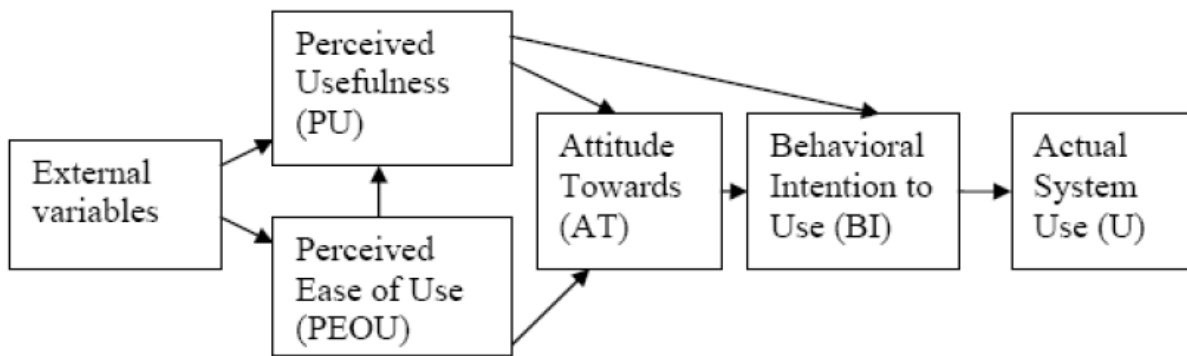 External
variables
Perceived
Usefulness
(PU)
Perceived
Ease of Use
(PEOU)
Attitude
Towards
(AT)
Behavioral
Intention to
Use (BI)
Actual
System
Use (U)